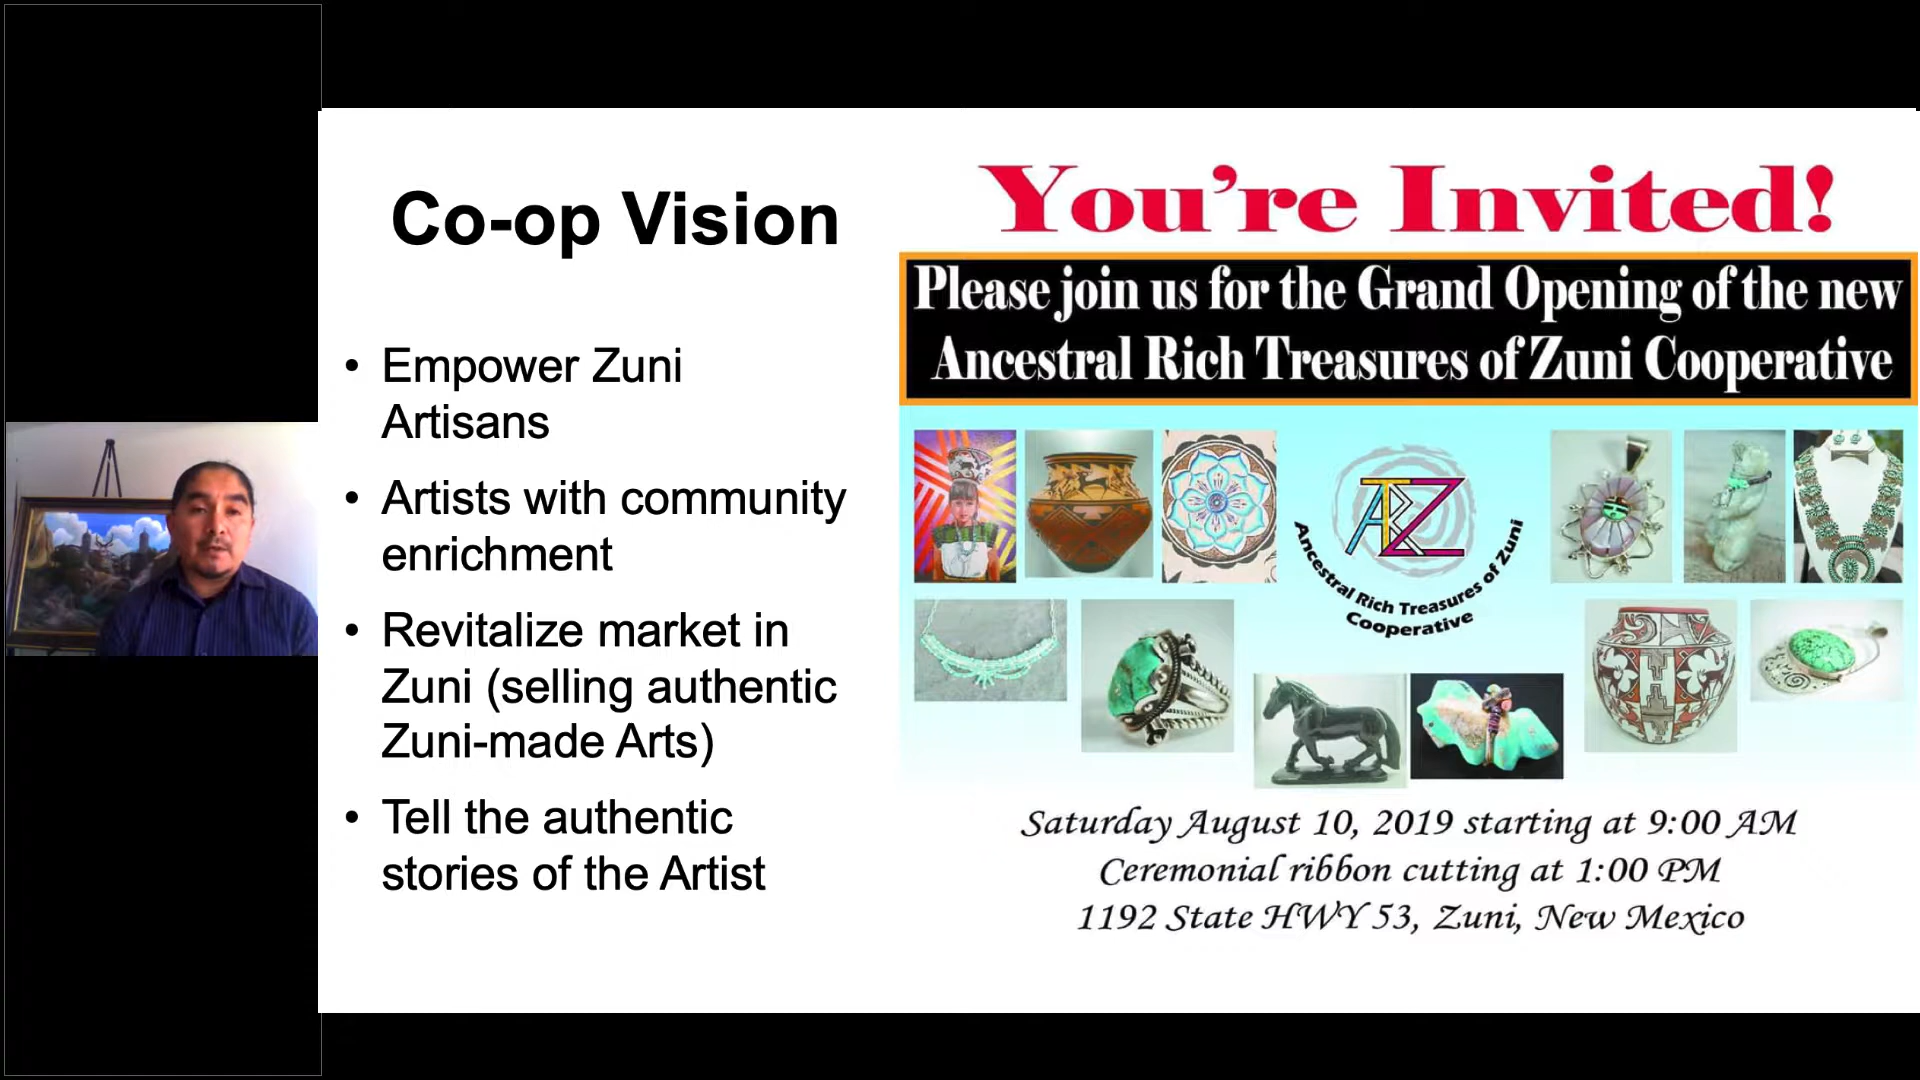 Co-op Vision
• Empower Zuni
Artisans
• Artists with community
enrichment
• Revitalize market in
Zuni (selling authentic
Zuni-made Arts)
• Tell the authentic
stories of the Artist
You're Invited!
Please join us for the Grand Opening of the new
Ancestral Rich Treasures of Zuni Cooperative
ARTZ
Ancestral Rich Treasures of Zuni
Cooperative
Saturday August 10, 2019 starting at 9:00 AM
Ceremonial ribbon cutting at 1:00 PM
1192 State HWY 53, Zuni, New Mexico